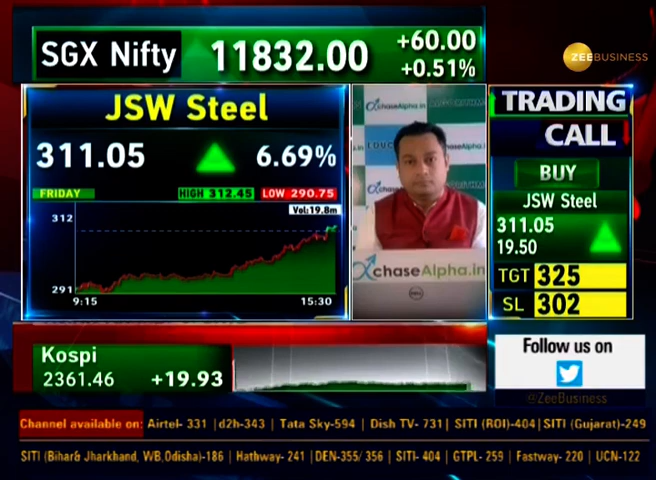 SGX Nifty 11832.00 +60.00
+0.51%
ZEEBUSINESS
JSW Steel
311.05 6.69%
FRIDAY HIGH 312.45 LOW 290.75
Vol:19.8m
312
291
9:15 15:30
chaseAlpha.in
chaseAlpha.in
DELL
TRADING
CALL
BUY
JSW Steel
311.05
19.50
TGT 325
SL 302
Kospi
2361.46 +19.93
Follow us on
@ZeeBusiness
Channel available on: Airtel- 331 |d2h-343 | Tata Sky-594 | Dish TV- 731| SITI (ROI)-404| SITI (Gujarat)-249
SITI (Bihar& Jharkhand, WB,Odisha)-186 | Hathway- 241 |DEN-355/ 356 | SITI- 404 | GTPL- 259 | Fastway- 220 | UCN-122